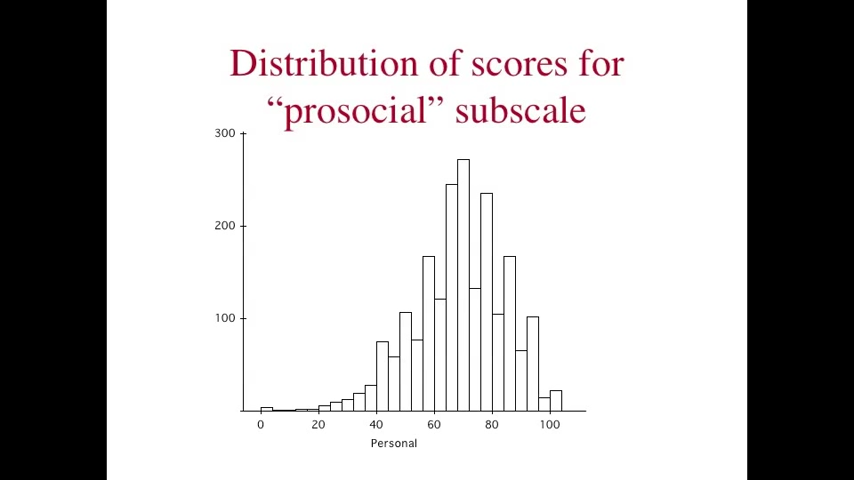 Distribution of scores for
“prosocial” subscale
300
200
100
0 20 40 60 80 100
Personal